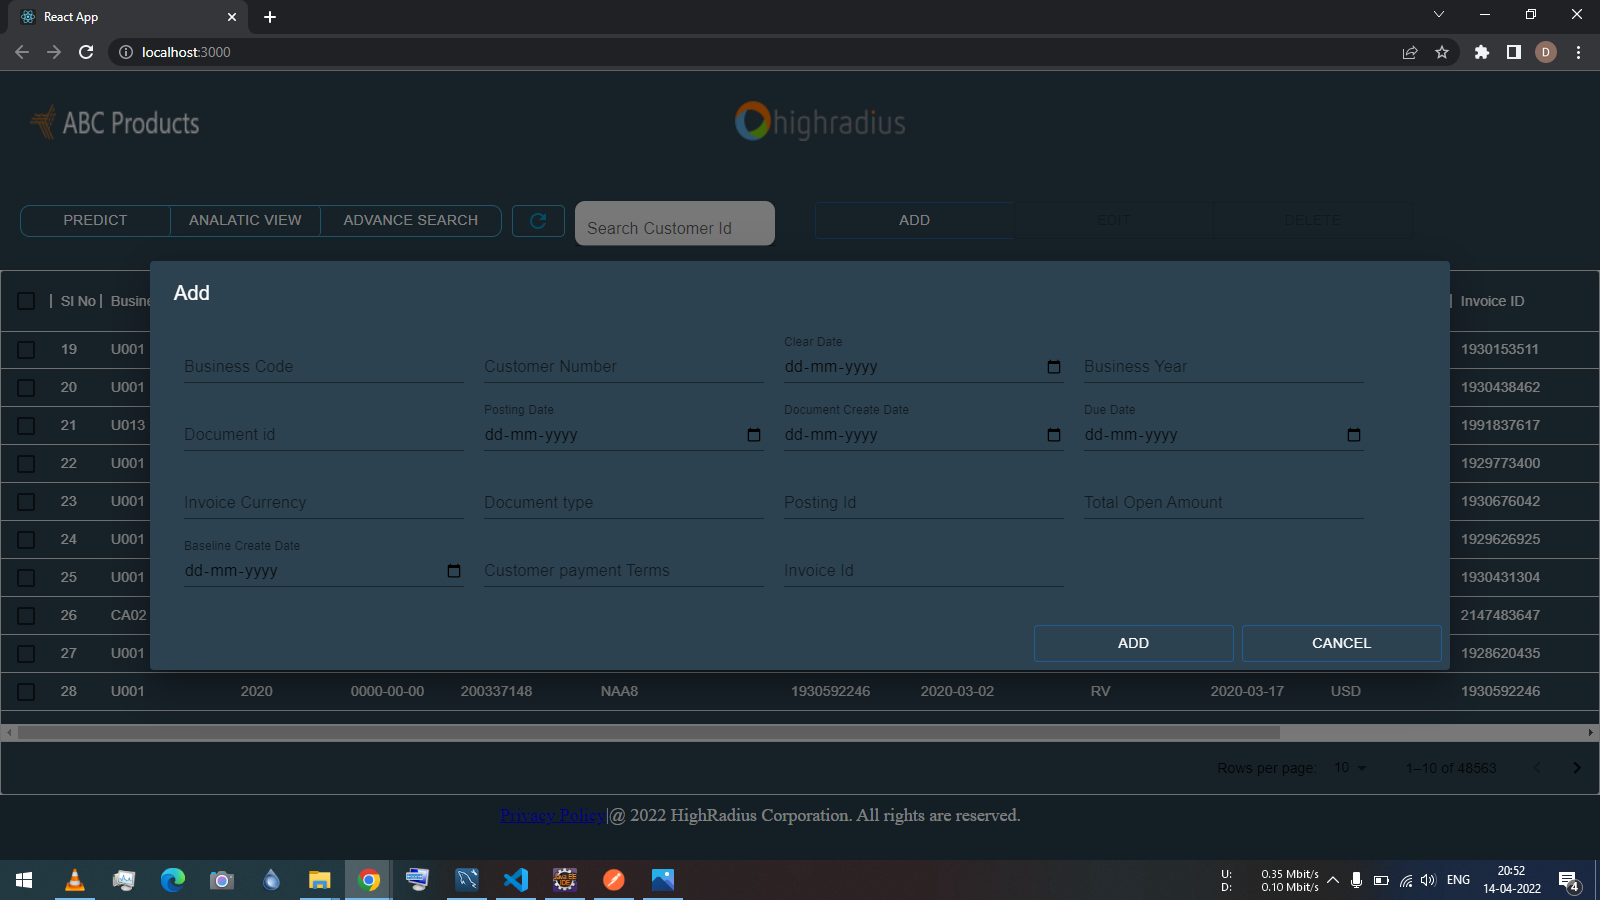 React App
localhost:3000
D
ABC Products
highradius
PREDICT ANALATIC VIEW ADVANCE SEARCH Search Customer Id ADD EDIT DELETE
Add
Sl No Busine Invoice ID
Business Code Customer Number Clear Date dd-mm-yyyy Business Year
Document id Posting Date dd-mm-yyyy Document Create Date dd-mm-yyyy Due Date dd-mm-yyyy
Invoice Currency Document type Posting Id Total Open Amount
Baseline Create Date dd-mm-yyyy Customer payment Terms Invoice Id
ADD CANCEL
19 U001 1930153511
20 U001 1930438462
21 U013 1991837617
22 U001 1929773400
23 U001 1930676042
24 U001 1929626925
25 U001 1930431304
26 CA02 2147483647
27 U001 1928620435
28 U001 2020 0000-00-00 200337148 NAA8 1930592246 2020-03-02 RV 2020-03-17 USD 1930592246
Rows per page: 10 1–10 of 48563
Privacy Policy|@ 2022 HighRadius Corporation. All rights are reserved.
U: 0.35 Mbit/s
D: 0.10 Mbit/s
ENG
20:52
14-04-2022
4